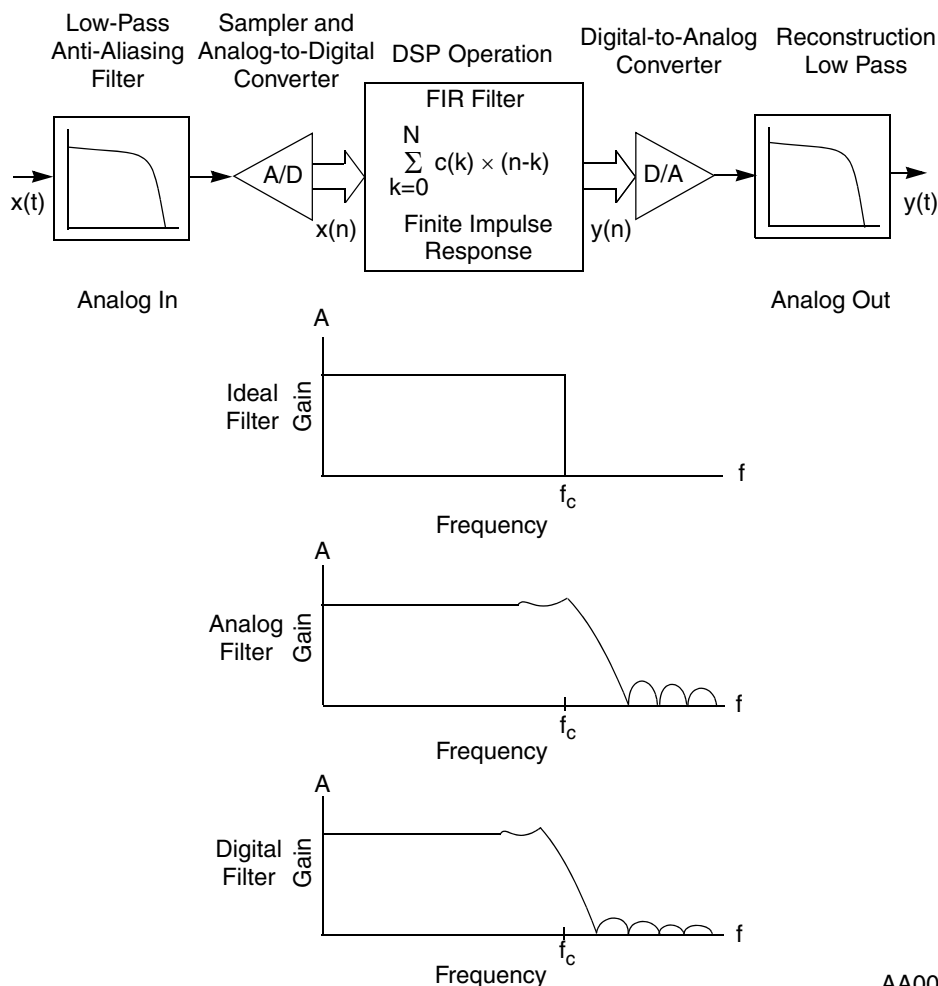 Low-Pass
Anti-Aliasing
Filter
Sampler and
Analog-to-Digital
Converter
DSP Operation
Digital-to-Analog
Converter
Reconstruction
Low Pass
FIR Filter
N
Σ c(k) × (n-k)
k=0
Finite Impulse
Response
x(t)
A/D
x(n)
y(n)
D/A
y(t)
Analog In
Analog Out
A
Ideal
Filter
Gain
f
fc
Frequency
A
Analog
Filter
Gain
f
fc
Frequency
A
Digital
Filter
Gain
f
fc
Frequency
AA00